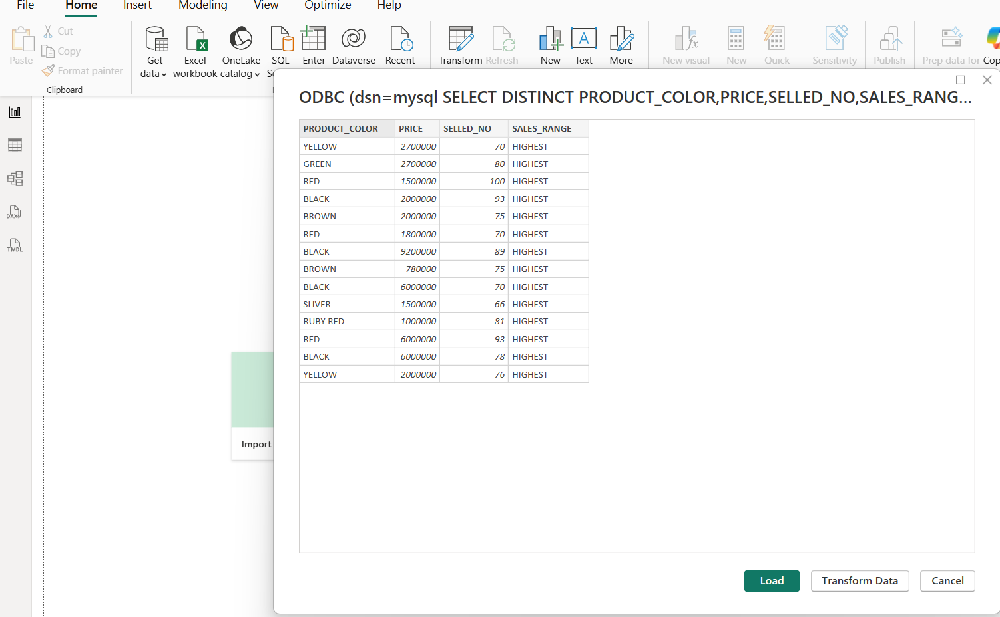 File Home Insert Modeling View Optimize Help
Paste
Cut
Copy
Format painter
Clipboard
Get data
Excel workbook
OneLake catalog
SQL
Enter
Dataverse
Recent
Transform
Refresh
New
Text
More
New visual
New
Quick
Sensitivity
Publish
Prep data for
ODBC (dsn=mysql SELECT DISTINCT PRODUCT_COLOR,PRICE,SELLED_NO,SALES_RANG...
PRODUCT_COLOR PRICE SELLED_NO SALES_RANGE
YELLOW 2700000 70 HIGHEST
GREEN 2700000 80 HIGHEST
RED 1500000 100 HIGHEST
BLACK 2000000 93 HIGHEST
BROWN 2000000 75 HIGHEST
RED 1800000 70 HIGHEST
BLACK 9200000 89 HIGHEST
BROWN 780000 75 HIGHEST
BLACK 6000000 70 HIGHEST
SLIVER 1500000 66 HIGHEST
RUBY RED 1000000 81 HIGHEST
RED 6000000 93 HIGHEST
BLACK 6000000 78 HIGHEST
YELLOW 2000000 76 HIGHEST
DAX
TMDL
Import
Load Transform Data Cancel